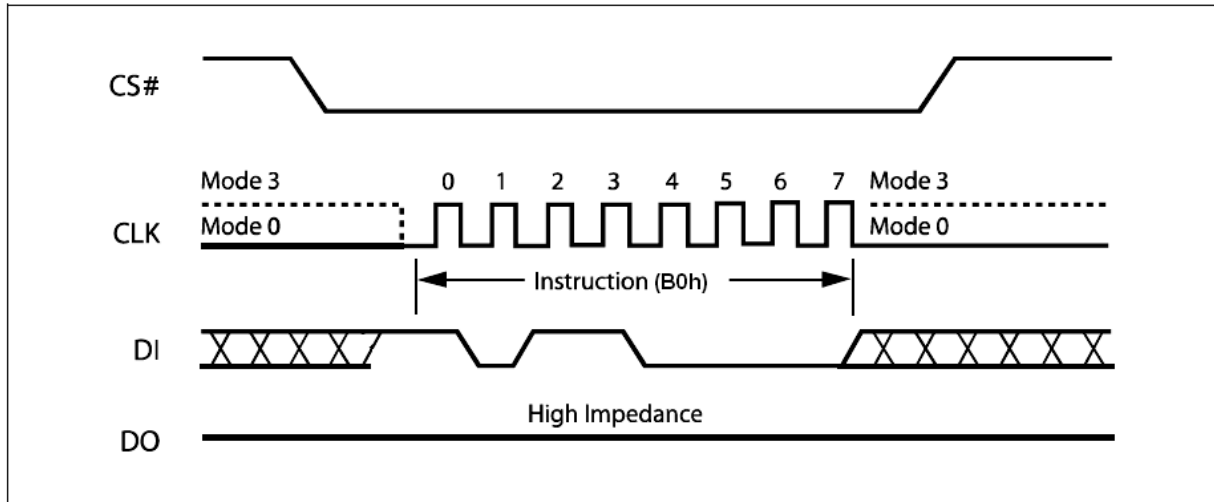 CS#
Mode 3 0 1 2 3 4 5 6 7 Mode 3
CLK Mode 0 Mode 0
Instruction (B0h)
DI
High Impedance
DO